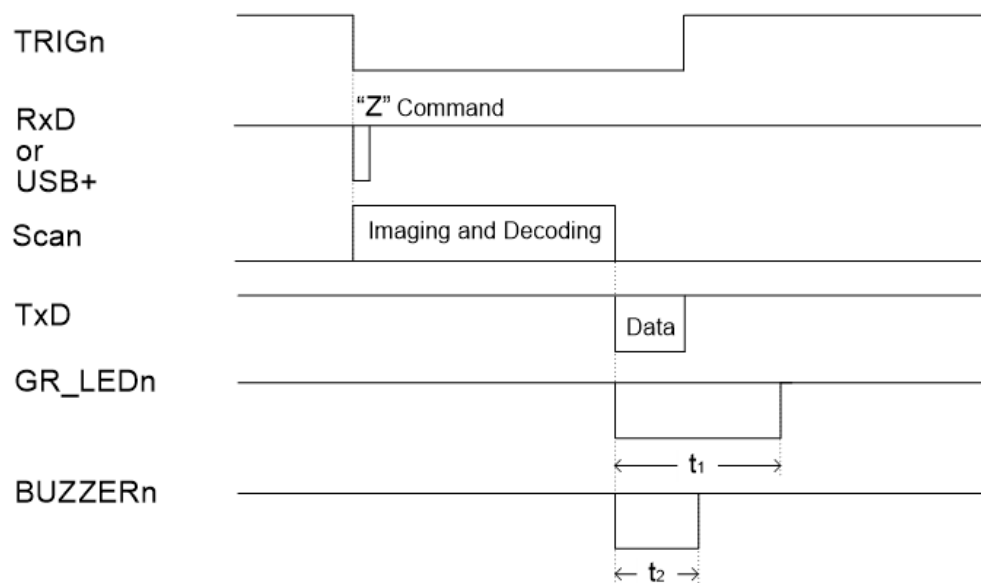 TRIGn
“Z” Command
RxD
or
USB+
Scan
Imaging and Decoding
TxD
Data
GR_LEDn
t₁
BUZZERn
t₂